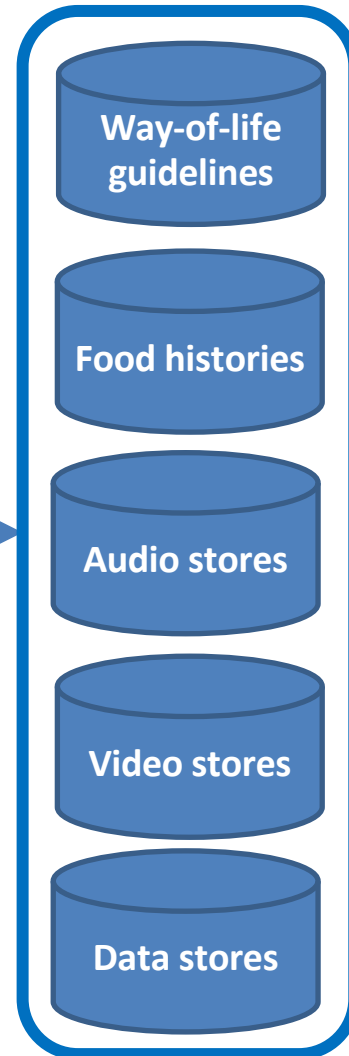 Way-of-life
guidelines
Food histories
Audio stores
Video stores
Data stores